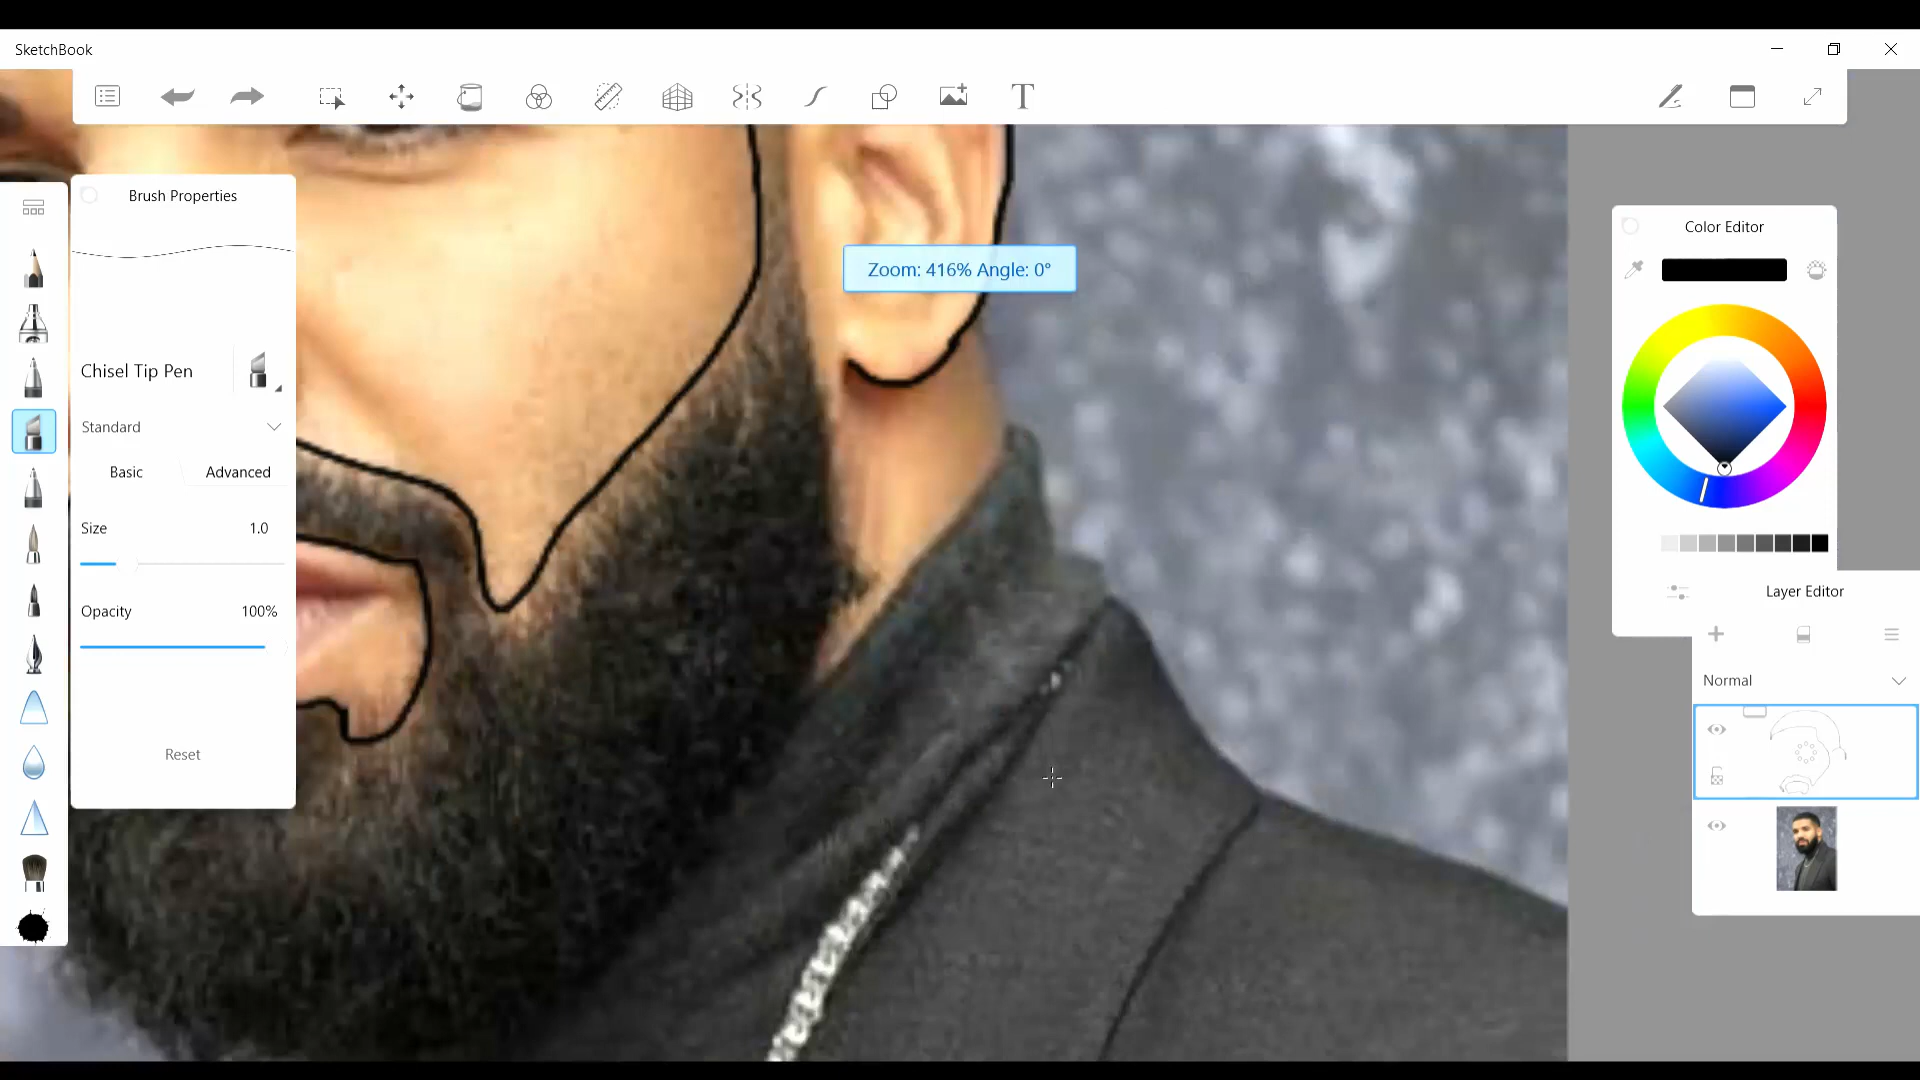 SketchBook
T
Brush Properties
Color Editor
Zoom: 416% Angle: 0°
Chisel Tip Pen
Standard
Basic Advanced
Size 1.0
Opacity 100%
Reset
Layer Editor
Normal